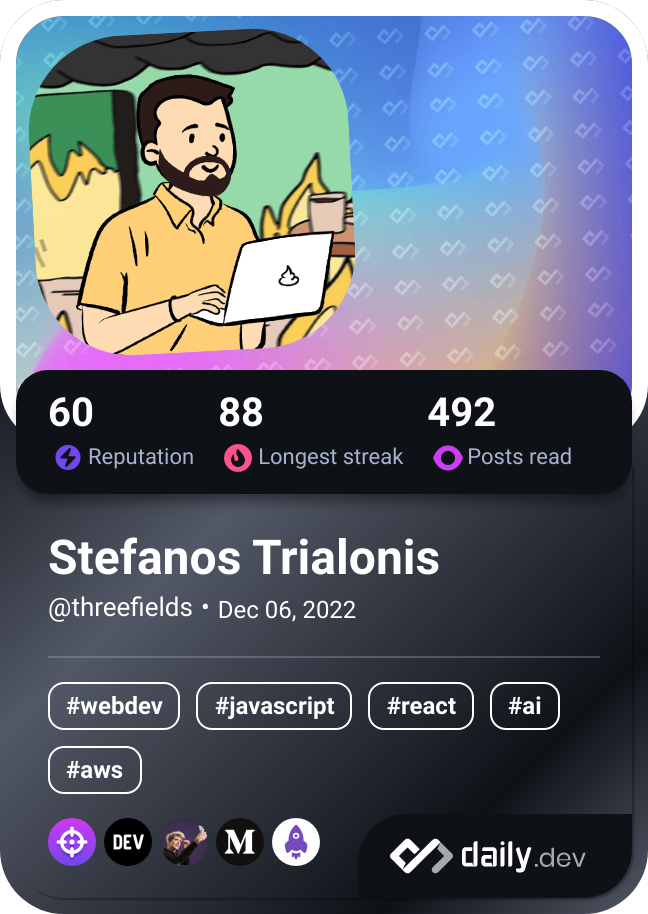 60 88 492
Reputation Longest streak Posts read
Stefanos Trialonis
@threefields • Dec 06, 2022
#webdev #javascript #react #ai
#aws
DEV M daily.dev